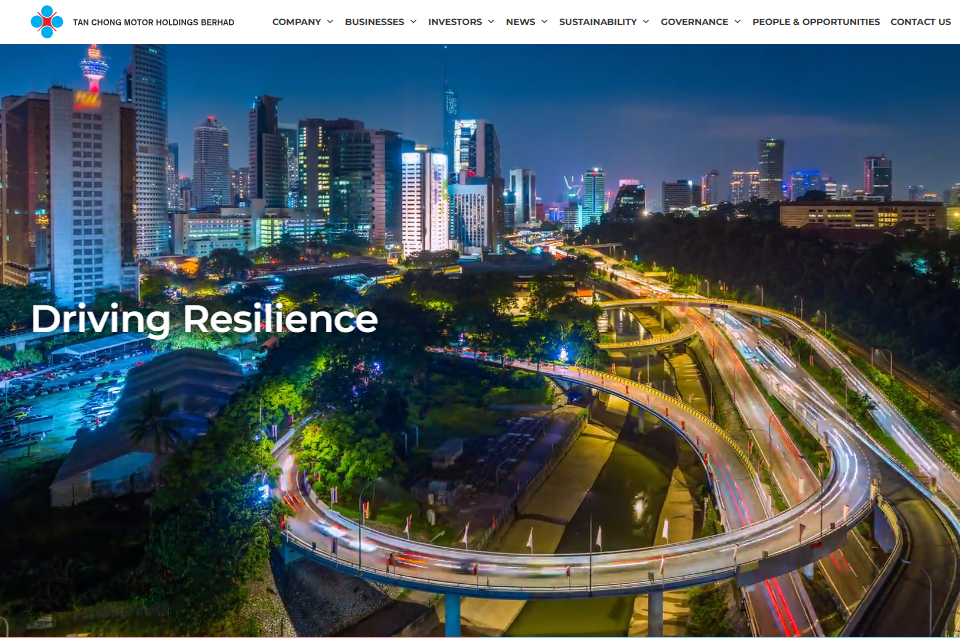 TAN CHONG MOTOR HOLDINGS BERHAD
COMPANY
BUSINESSES
INVESTORS
NEWS
SUSTAINABILITY
GOVERNANCE
PEOPLE & OPPORTUNITIES
CONTACT US
Driving Resilience